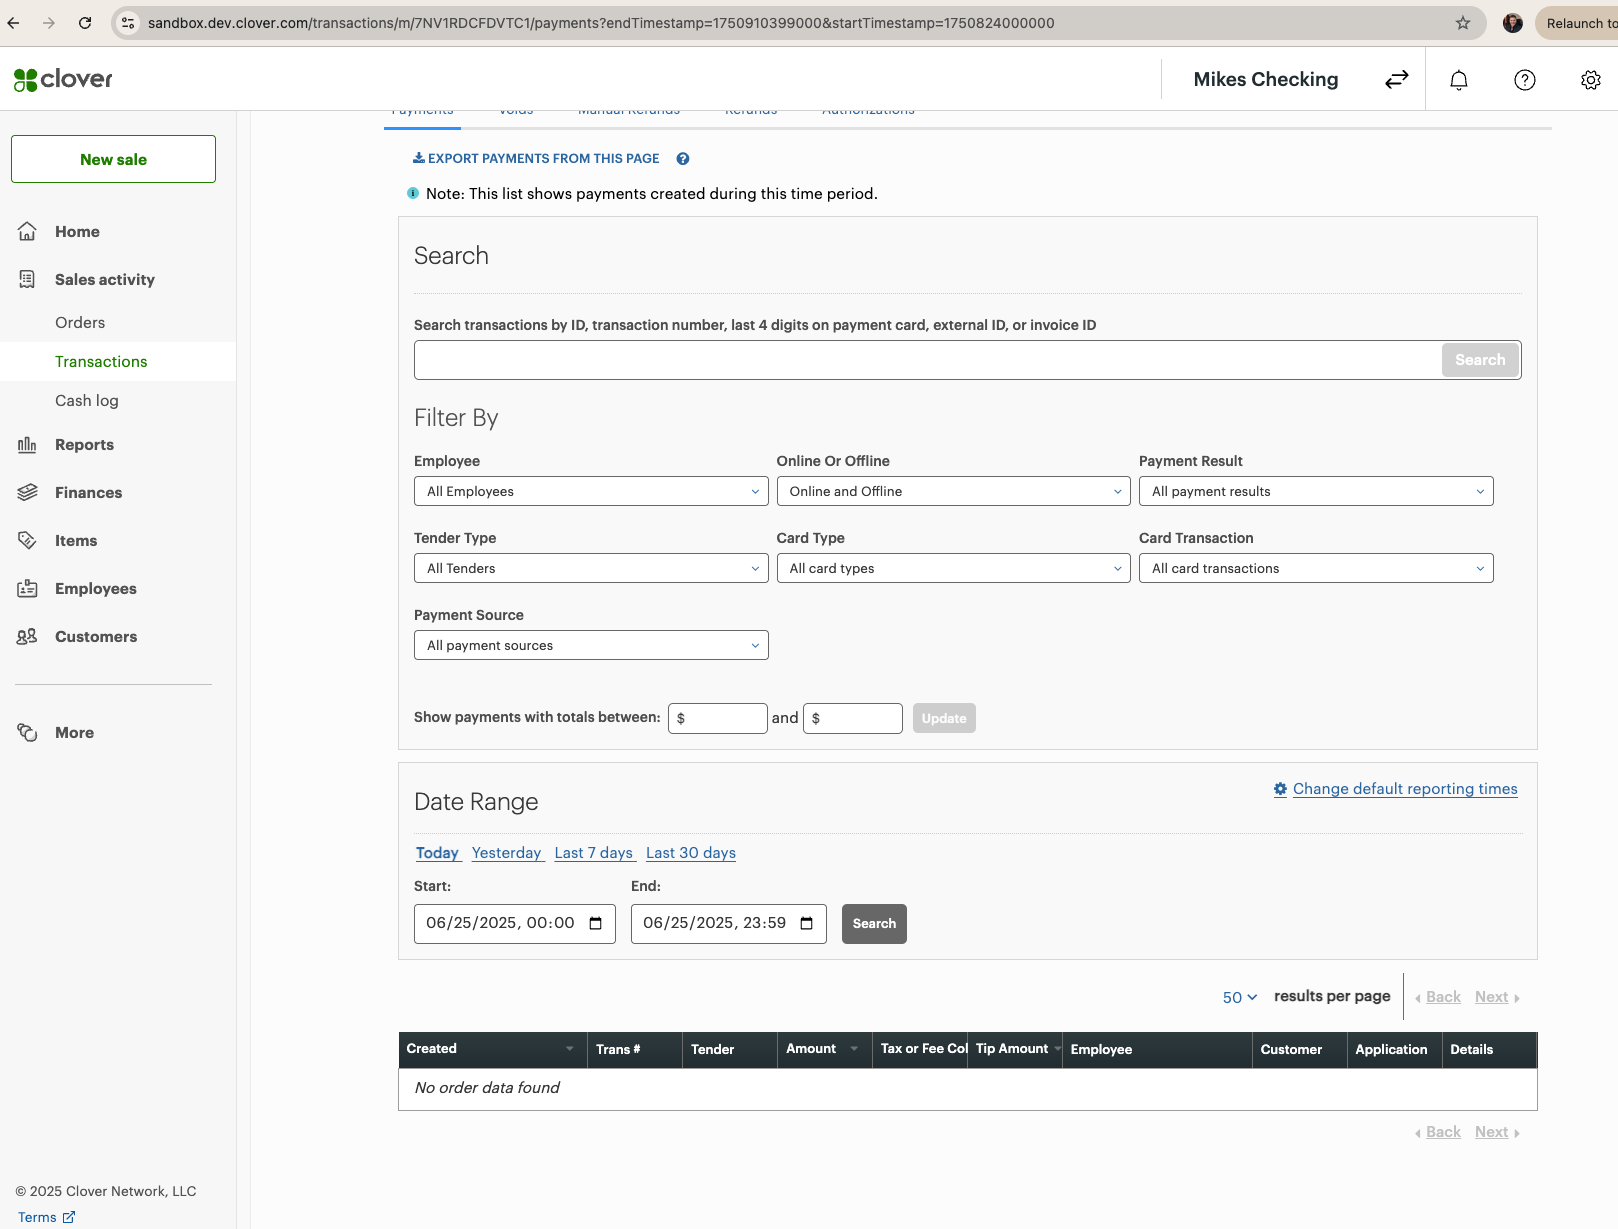 sandbox.dev.clover.com/transactions/m/7NV1RDCFDVTC1/payments?endTimestamp=1750910399000&startTimestamp=1750824000000
Relaunch to
clover
Mikes Checking
Payments Voids Manual Refunds Refunds Authorizations
New sale
Home
Sales activity
Orders
Transactions
Cash log
Reports
Finances
Items
Employees
Customers
More
© 2025 Clover Network, LLC
Terms
EXPORT PAYMENTS FROM THIS PAGE
Note: This list shows payments created during this time period.
Search
Search transactions by ID, transaction number, last 4 digits on payment card, external ID, or invoice ID
Search
Filter By
Employee Online Or Offline Payment Result
All Employees Online and Offline All payment results
Tender Type Card Type Card Transaction
All Tenders All card types All card transactions
Payment Source
All payment sources
Show payments with totals between: $ and $ Update
Date Range
Change default reporting times
Today Yesterday Last 7 days Last 30 days
Start: End:
06/25/2025, 00:00 06/25/2025, 23:59 Search
50 results per page Back Next
Created Trans # Tender Amount Tax or Fee Col Tip Amount Employee Customer Application Details
No order data found
Back Next